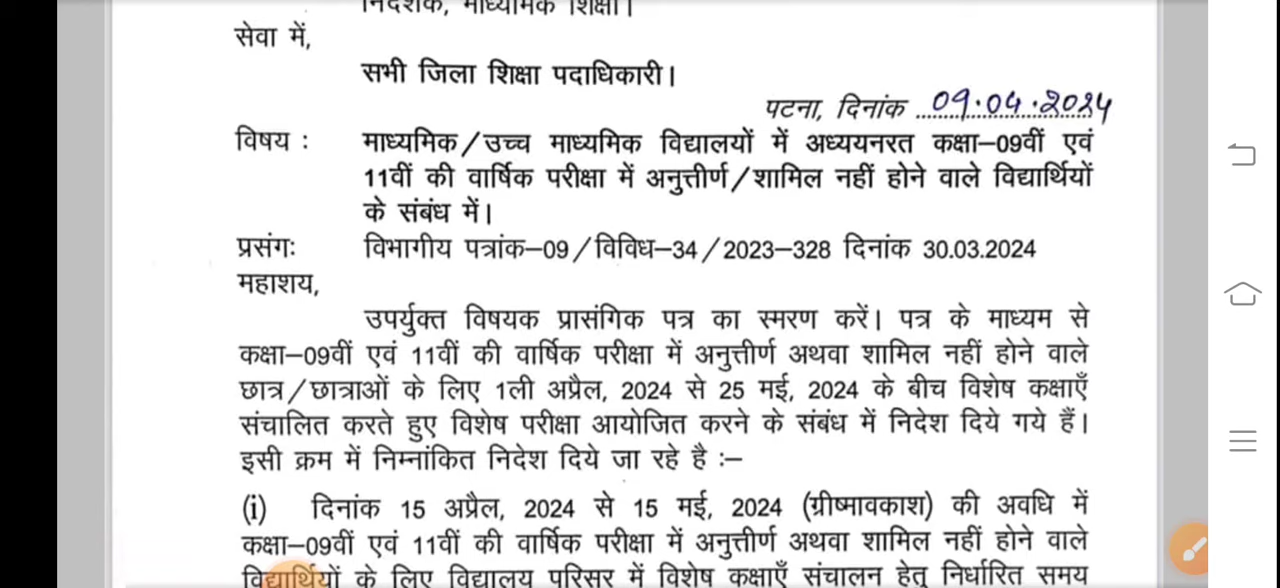 निदेशक, माध्यमिक शिक्षा।
सेवा में,
सभी जिला शिक्षा पदाधिकारी।
पटना, दिनांक 09.04.2024
विषय : माध्यमिक/उच्च माध्यमिक विद्यालयों में अध्ययनरत कक्षा–09वीं एवं
11वीं की वार्षिक परीक्षा में अनुत्तीर्ण/शामिल नहीं होने वाले विद्यार्थियों
के संबंध में।
प्रसंगः विभागीय पत्रांक–09/विविध–34/2023–328 दिनांक 30.03.2024
महाशय,
उपर्युक्त विषयक प्रासंगिक पत्र का स्मरण करें। पत्र के माध्यम से
कक्षा–09वीं एवं 11वीं की वार्षिक परीक्षा में अनुत्तीर्ण अथवा शामिल नहीं होने वाले
छात्र/छात्राओं के लिए 1ली अप्रैल, 2024 से 25 मई, 2024 के बीच विशेष कक्षाएँ
संचालित करते हुए विशेष परीक्षा आयोजित करने के संबंध में निदेश दिये गये हैं।
इसी क्रम में निम्नांकित निदेश दिये जा रहे है :–
(i) दिनांक 15 अप्रैल, 2024 से 15 मई, 2024 (ग्रीष्मावकाश) की अवधि में
कक्षा–09वीं एवं 11वीं की वार्षिक परीक्षा में अनुत्तीर्ण अथवा शामिल नहीं होने वाले
विद्यार्थियों के लिए विद्यालय परिसर में विशेष कक्षाएँ संचालन हेतु निर्धारित समय